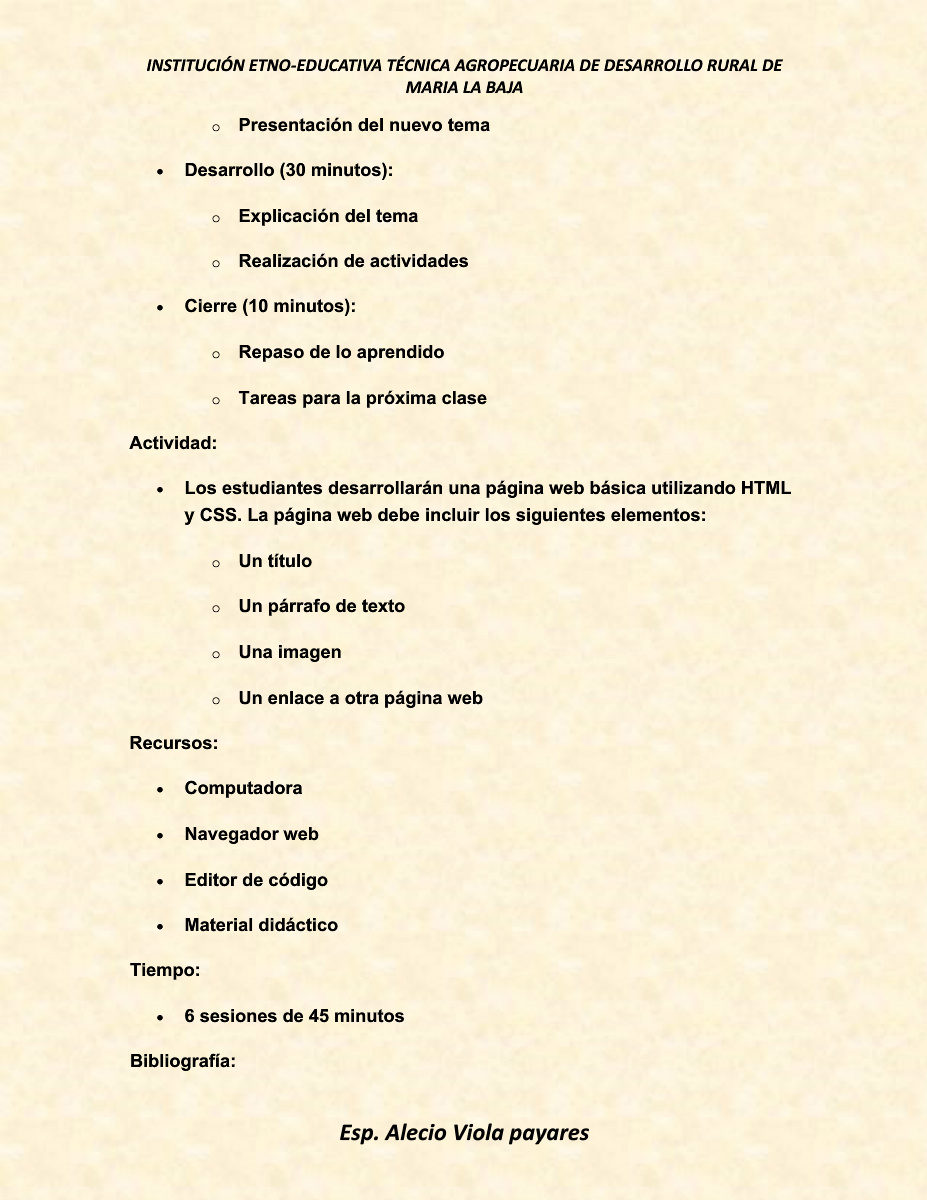 INSTITUCIÓN ETNO-EDUCATIVA TÉCNICA AGROPECUARIA DE DESARROLLO RURAL DE
MARIA LA BAJA
o Presentación del nuevo tema
• Desarrollo (30 minutos):
o Explicación del tema
o Realización de actividades
• Cierre (10 minutos):
o Repaso de lo aprendido
o Tareas para la próxima clase
Actividad:
• Los estudiantes desarrollarán una página web básica utilizando HTML
y CSS. La página web debe incluir los siguientes elementos:
o Un título
o Un párrafo de texto
o Una imagen
o Un enlace a otra página web
Recursos:
• Computadora
• Navegador web
• Editor de código
• Material didáctico
Tiempo:
• 6 sesiones de 45 minutos
Bibliografía:
Esp. Alecio Viola payares